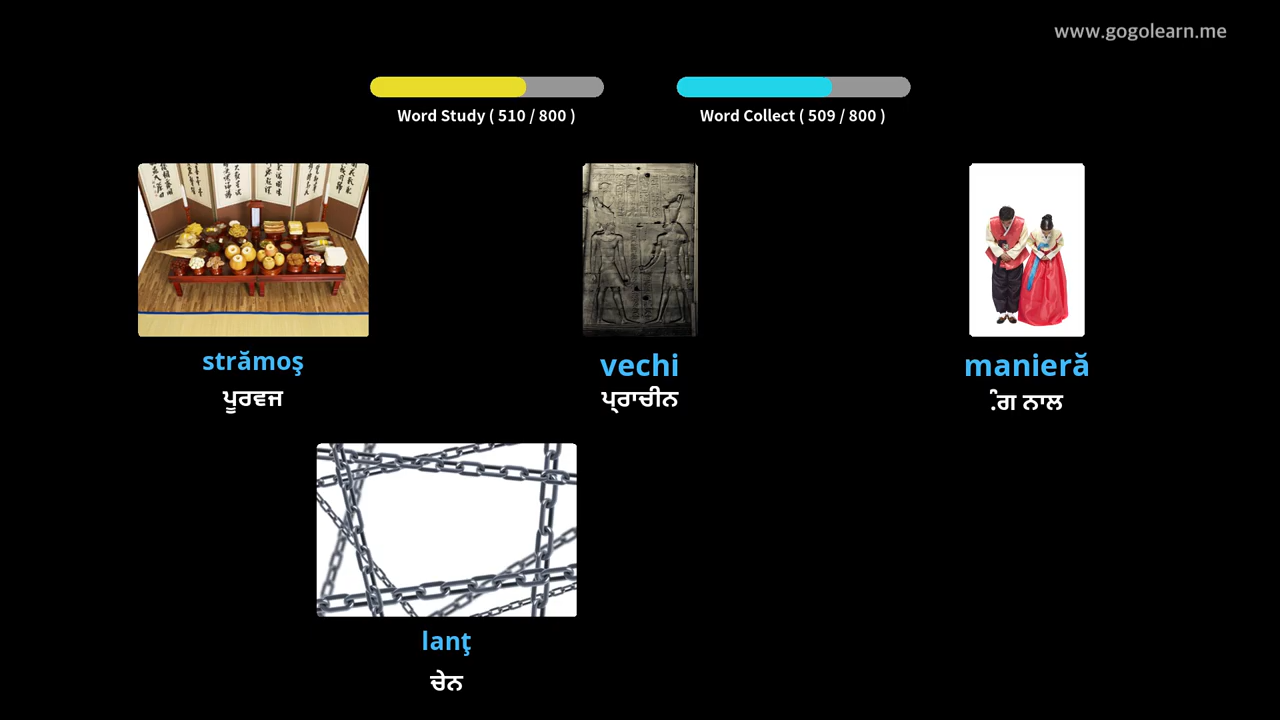 www.gogolearn.me
Word Study ( 510 / 800 )
Word Collect ( 509 / 800 )
strămoş
ਪੂਰਵਜ
vechi
ਪ੍ਰਾਚੀਨ
manieră
ੰਗ ਨਾਲ
lanţ
ਚੇਨ